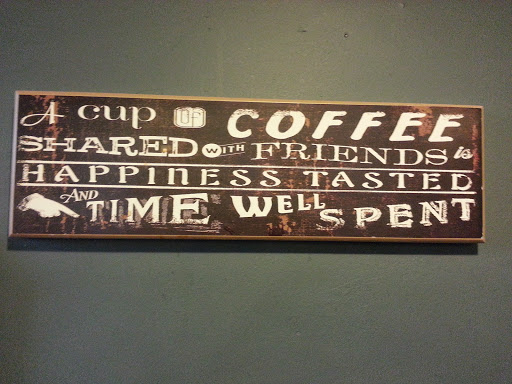 A cup of COFFEE
SHARED WITH FRIENDS is
HAPPINESS TASTED
AND TIME WELL SPENT